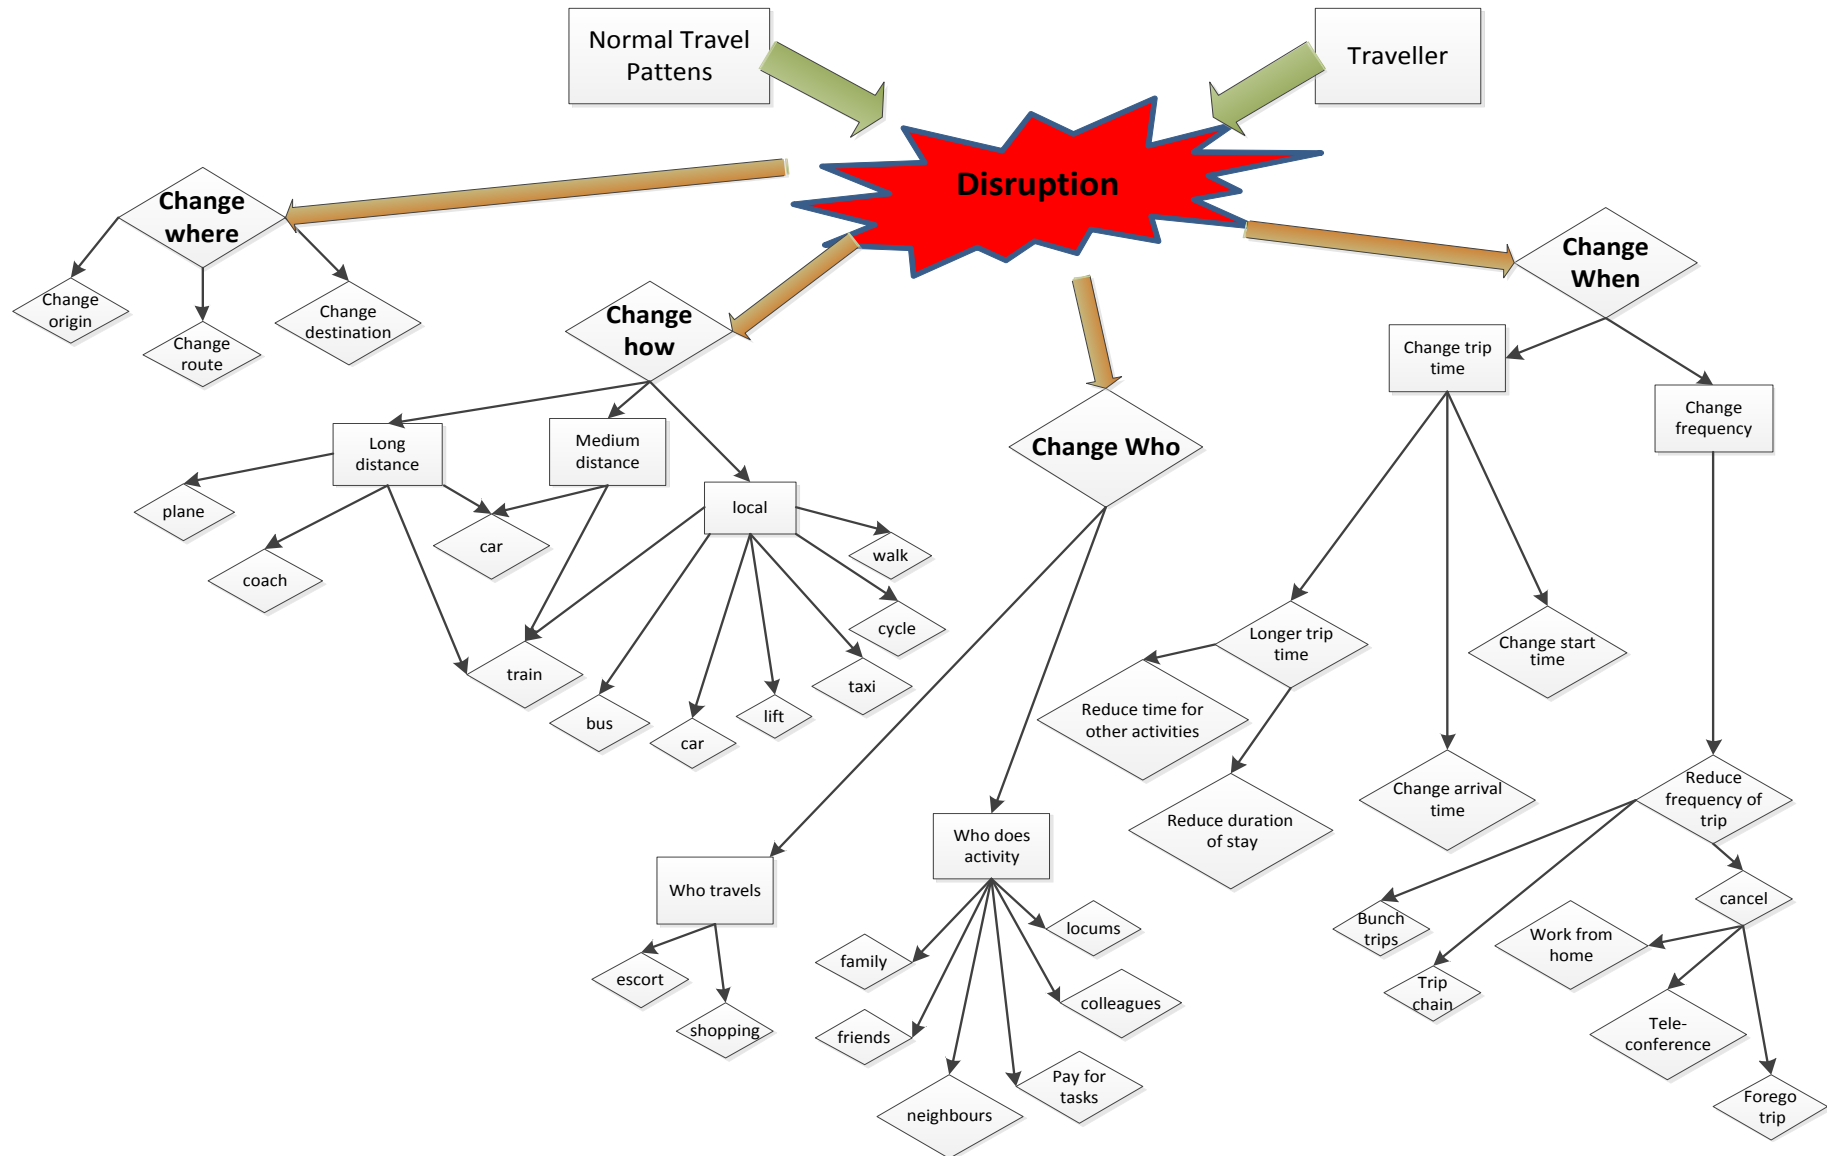 Normal Travel
Pattens
Traveller
Disruption
Change
where
Change
origin
Change
route
Change
destination
Change
how
Long
distance
Medium
distance
local
plane
coach
car
train
bus
car
lift
taxi
cycle
walk
Change Who
Who travels
escort
shopping
Who does
activity
family
friends
neighbours
Pay for
tasks
colleagues
locums
Change
When
Change trip
time
Change
frequency
Longer trip
time
Reduce time for
other activities
Reduce duration
of stay
Change arrival
time
Change start
time
Reduce
frequency of
trip
Bunch
trips
Trip
chain
cancel
Work from
home
Tele-
conference
Forego
trip